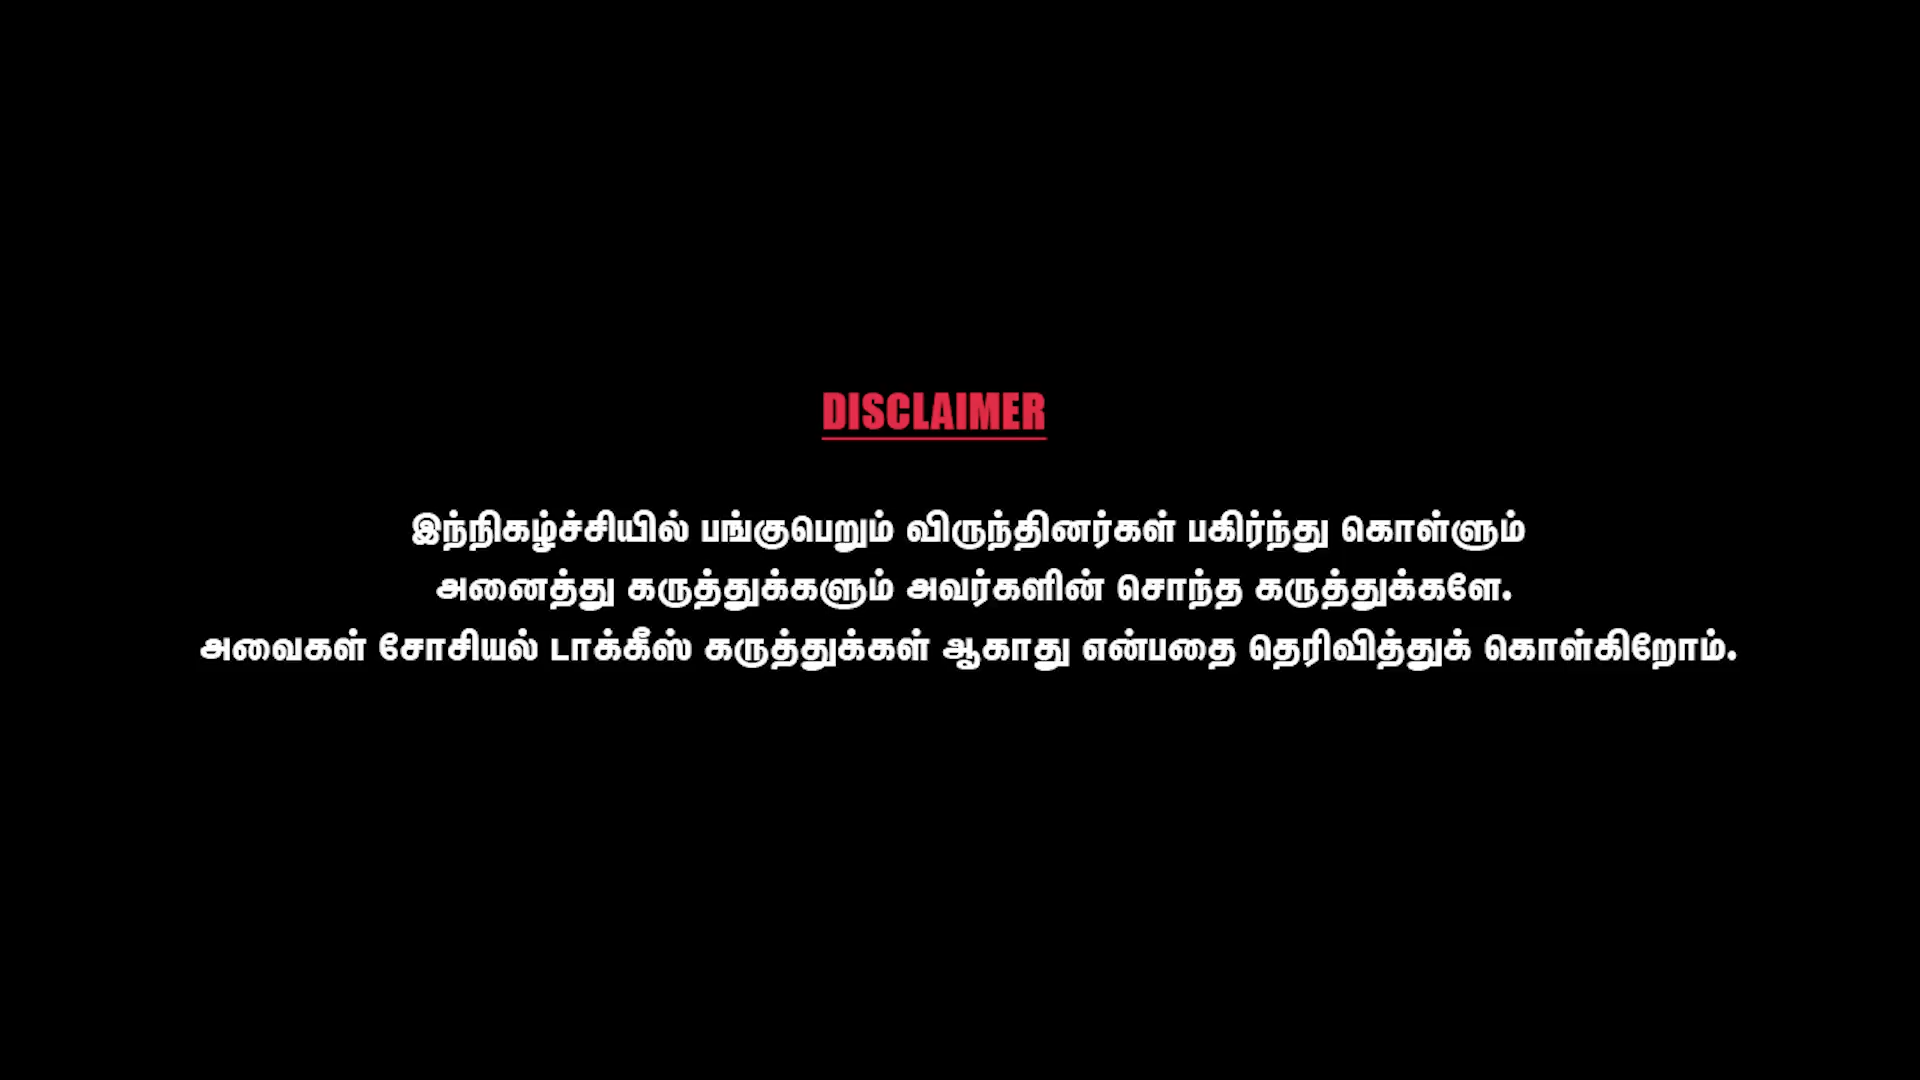 DISCLAIMER
இந்நிகழ்ச்சியில் பங்குபெறும் விருந்தினர்கள் பகிர்ந்து கொள்ளும்
அனைத்து கருத்துக்களும் அவர்களின் சொந்த கருத்துக்களே.
அவைகள் சோசியல் டாக்கீஸ் கருத்துக்கள் ஆகாது என்பதை தெரிவித்துக் கொள்கிறோம்.